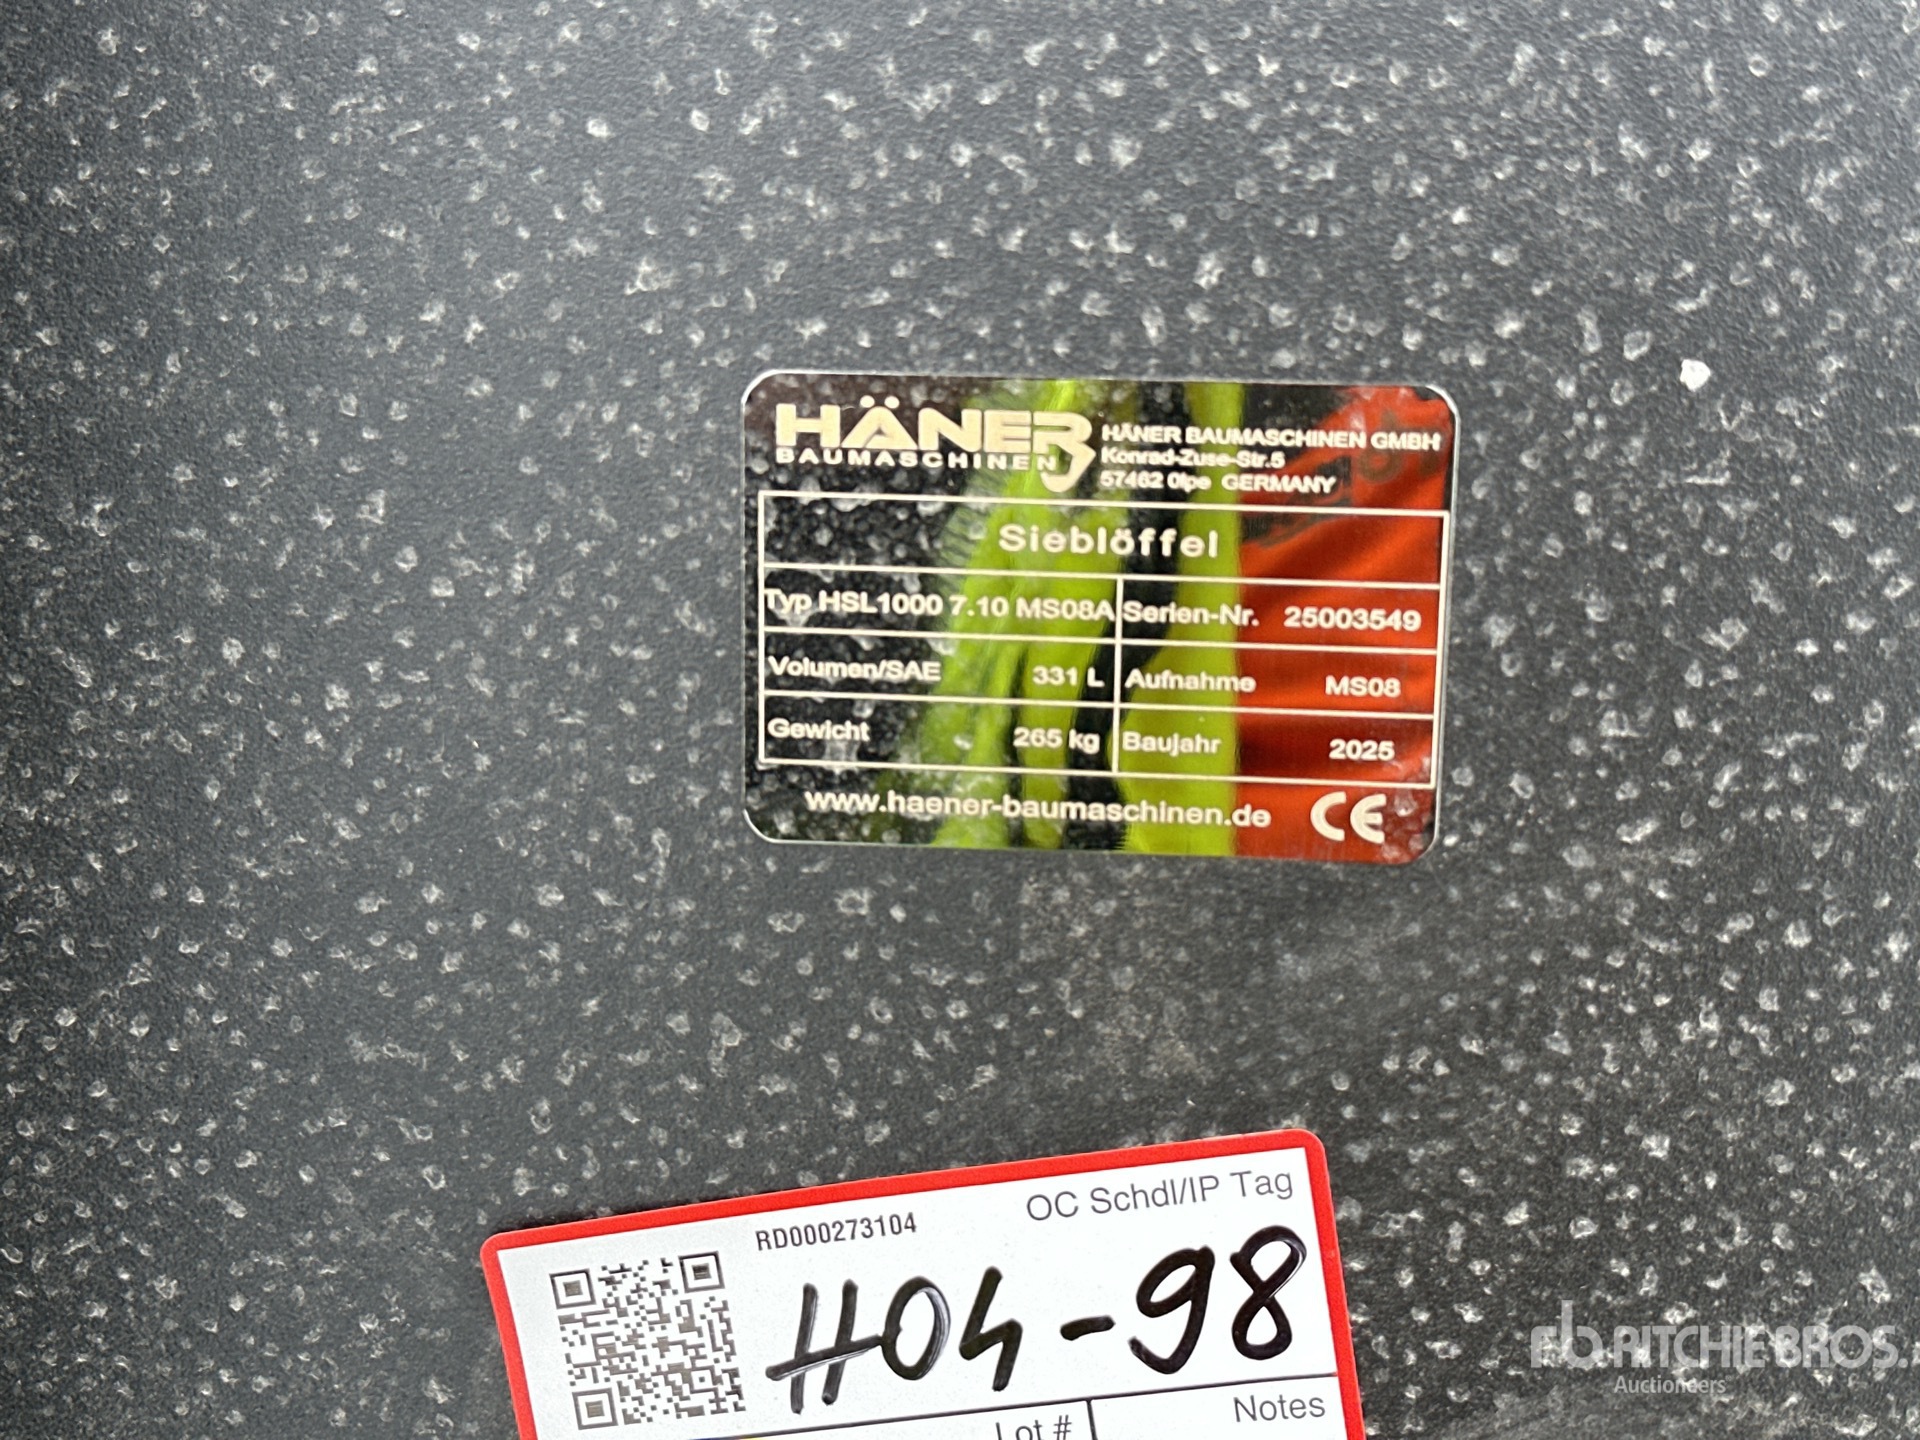 HÄNER
BAUMASCHINEN
HÄNER BAUMASCHINEN GMBH
Konrad-Zuse-Str.5
57462 Olpe GERMANY
Sieblöffel
Typ HSL1000 7.10 MS08A Serien-Nr. 25003549
Volumen/SAE 331 L Aufnahme MS08
Gewicht 265 kg Baujahr 2025
www.haener-baumaschinen.de CE
RD000273104 OC Schdl/IP Tag
H04-98
Lot # Notes
rb RITCHIE BROS.
Auctioneers